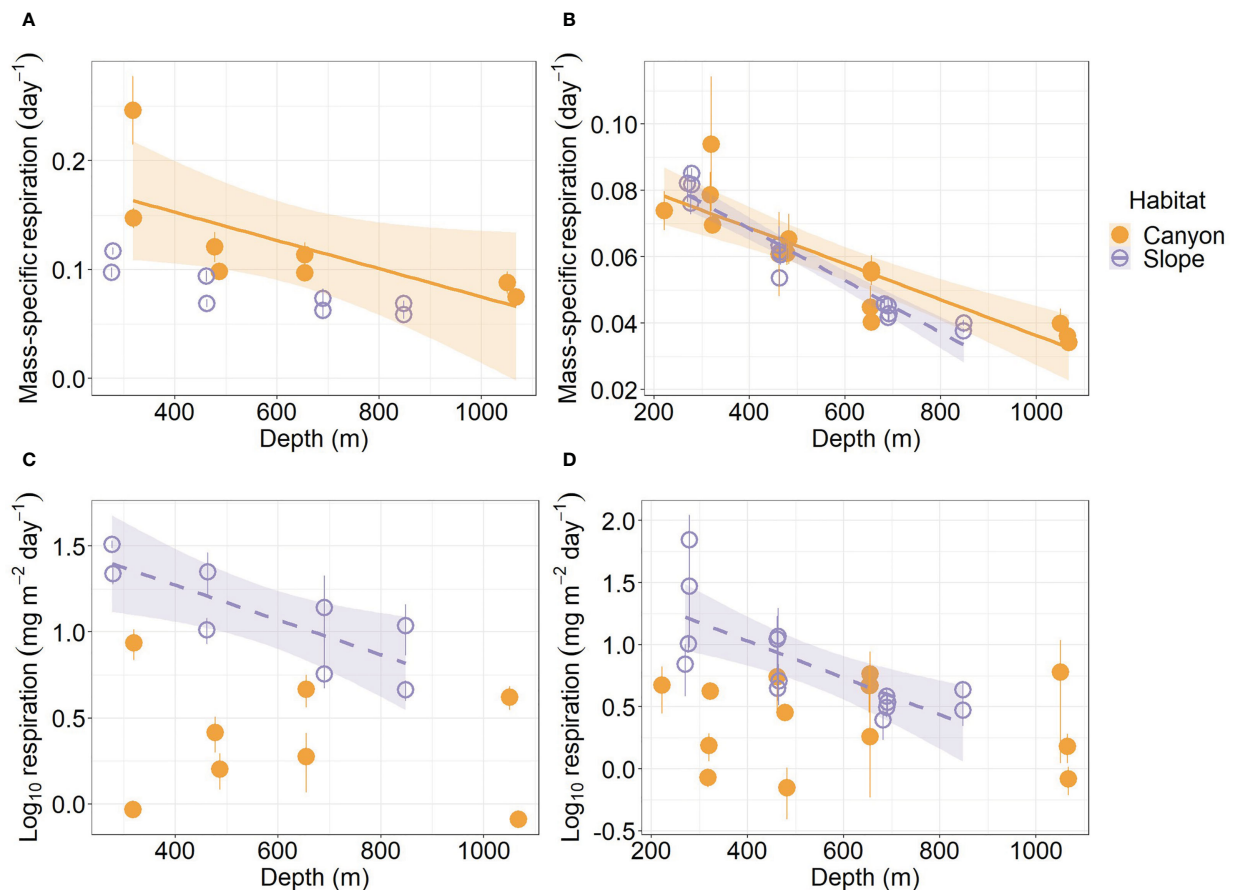 A
B
Mass-specific respiration (day⁻¹)
0.2
0.1
0.0
400 600 800 1000
Depth (m)
Mass-specific respiration (day⁻¹)
0.10
0.08
0.06
0.04
0.02
200 400 600 800 1000
Depth (m)
Habitat
Canyon
Slope
C
D
Log₁₀ respiration (mg m⁻² day⁻¹)
1.5
1.0
0.5
0.0
400 600 800 1000
Depth (m)
Log₁₀ respiration (mg m⁻² day⁻¹)
2.0
1.5
1.0
0.5
0.0
-0.5
200 400 600 800 1000
Depth (m)